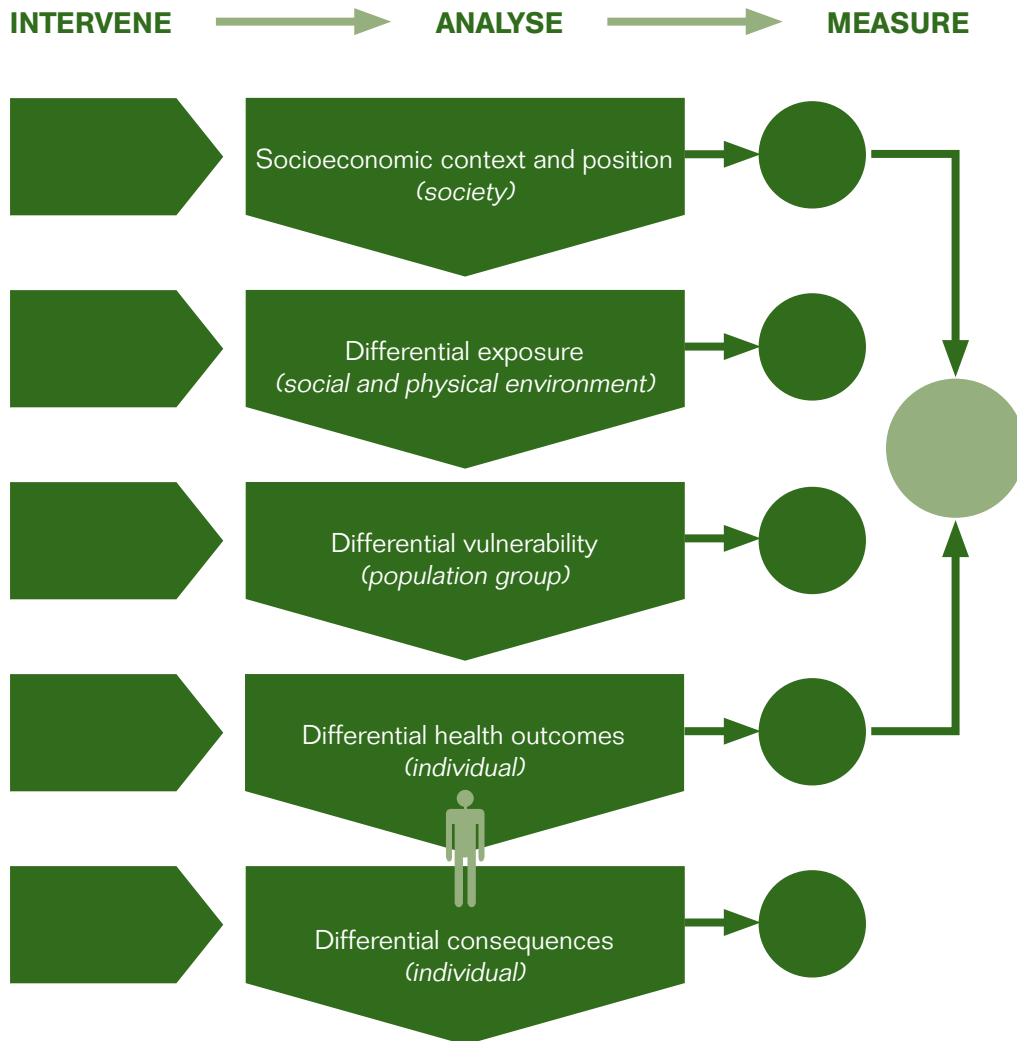 INTERVENE ANALYSE MEASURE
Socioeconomic context and position
(society)
Differential exposure
(social and physical environment)
Differential vulnerability
(population group)
Differential health outcomes
(individual)
Differential consequences
(individual)